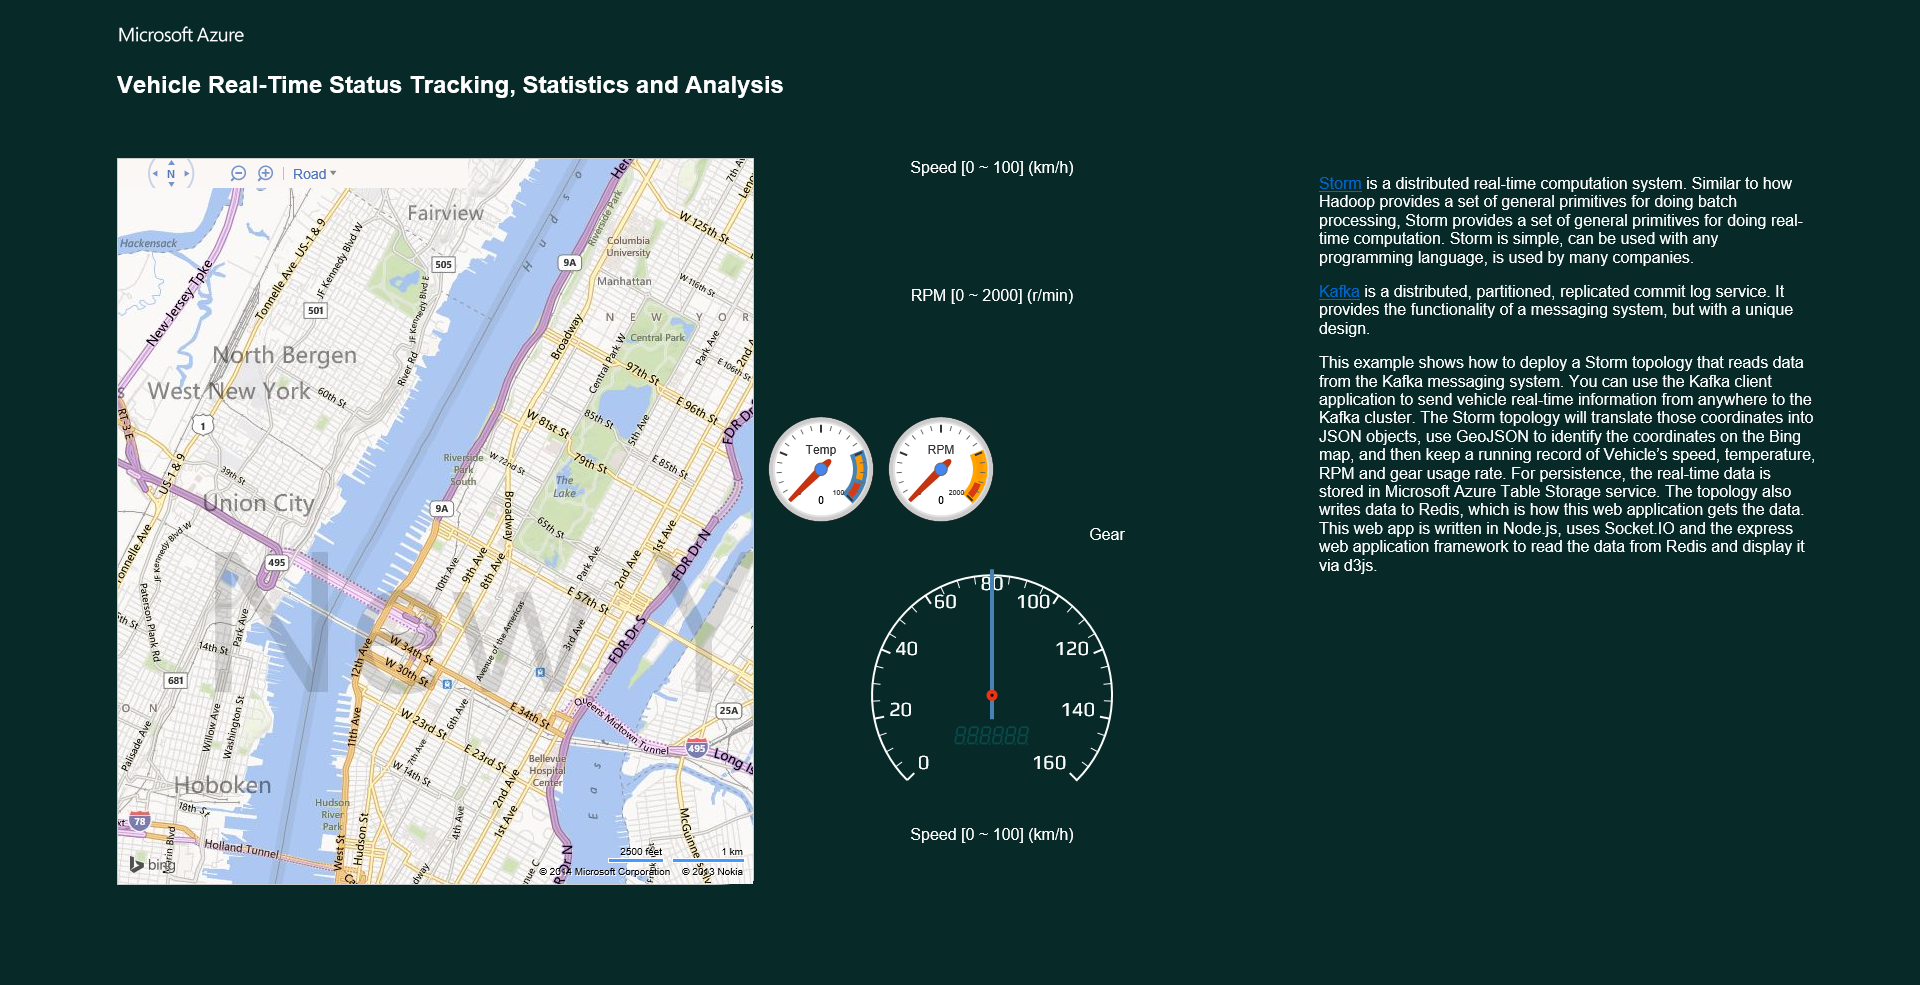 Microsoft Azure
Vehicle Real-Time Status Tracking, Statistics and Analysis
N
Road
Fairview
Hackensack
US-1 & 9
JF Kennedy Blvd W
Tonnelle Ave
New Jersey Tpke
505
501
JF Kennedy Blvd E
River Rd
North Bergen
West New York
60th St
1
RT-3 E
US-1 & 9
39th St
Union City
JF Kennedy Blvd W
Tonnelle Ave
495
Paterson Plank Rd
14th St
Park Ave
681
Willow Ave
Washington St
Palisade Ave
Hoboken
18th St
78
Holland Tunnel
Marin Blvd
bing
Hudson
9A
Riverside Park
Columbia
University
Manhattan
W 125th St
W 116th St
7th Av
N E W Y O R
Central Park
Central Park W
Broadway
Park Ave
E 106th St
97th St
E 96th St
W 81st St
85th St
5th Ave
79th St
E 85th St
FDR Dr
Riverside
Park
South
W 72nd St
The
Lake
9A
Broadway
65th St
1st Ave
FDR Dr N
Park Ave
2nd Ave
10th Ave
9th Ave
8th Ave
E 57th St
New Y
Avenue of the Americas
3rd Ave
FDR Dr S
12th Ave
W 34th St
W 30th St
11th Ave
W 23rd St
6th Ave
E 34th St
Queens Midtown Tunnel
25A
495
Long Is
7th Ave
E 23rd St
W 14th St
Bellevue
Hospital
Center
2nd Ave
1st Ave
4th Ave
Hudson
River
Park
West St
Hudson St
East
FDR Dr N
2500 feet
1 km
© 2014 Microsoft Corporation
© 2013 Nokia
Speed [0 ~ 100] (km/h)
RPM [0 ~ 2000] (r/min)
Temp
0
100
RPM
0
2000
Gear
0
20
40
60
80
100
120
140
160
888888
Speed [0 ~ 100] (km/h)
Storm is a distributed real-time computation system. Similar to how
Hadoop provides a set of general primitives for doing batch
processing, Storm provides a set of general primitives for doing real-
time computation. Storm is simple, can be used with any
programming language, is used by many companies.
Kafka is a distributed, partitioned, replicated commit log service. It
provides the functionality of a messaging system, but with a unique
design.
This example shows how to deploy a Storm topology that reads data
from the Kafka messaging system. You can use the Kafka client
application to send vehicle real-time information from anywhere to the
Kafka cluster. The Storm topology will translate those coordinates into
JSON objects, use GeoJSON to identify the coordinates on the Bing
map, and then keep a running record of Vehicle's speed, temperature,
RPM and gear usage rate. For persistence, the real-time data is
stored in Microsoft Azure Table Storage service. The topology also
writes data to Redis, which is how this web application gets the data.
This web app is written in Node.js, uses Socket.IO and the express
web application framework to read the data from Redis and display it
via d3js.